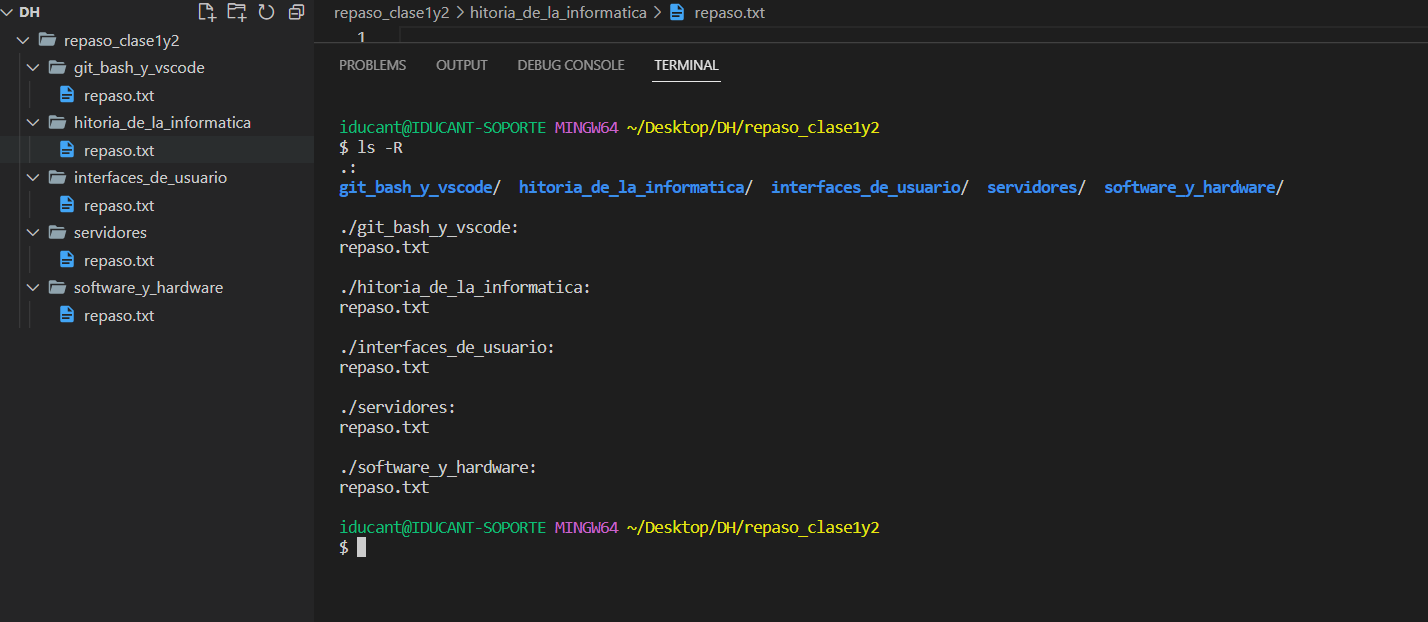 DH
repaso_clase1y2
git_bash_y_vscode
repaso.txt
hitoria_de_la_informatica
repaso.txt
interfaces_de_usuario
repaso.txt
servidores
repaso.txt
software_y_hardware
repaso.txt
repaso_clase1y2 > hitoria_de_la_informatica > repaso.txt
1
PROBLEMS OUTPUT DEBUG CONSOLE TERMINAL
iducant@IDUCANT-SOPORTE MINGW64 ~/Desktop/DH/repaso_clase1y2
$ ls -R
.:
git_bash_y_vscode/ hitoria_de_la_informatica/ interfaces_de_usuario/ servidores/ software_y_hardware/
./git_bash_y_vscode:
repaso.txt
./hitoria_de_la_informatica:
repaso.txt
./interfaces_de_usuario:
repaso.txt
./servidores:
repaso.txt
./software_y_hardware:
repaso.txt
iducant@IDUCANT-SOPORTE MINGW64 ~/Desktop/DH/repaso_clase1y2
$